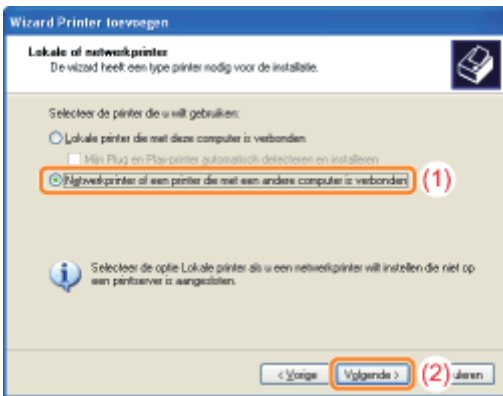 Wizard Printer toevoegen
Lokale of netwerkprinter
De wizard heeft een type printer nodig voor de installatie.
Selecteer de printer die u wilt gebruiken:
Lokale printer die met deze computer is verbonden
Mijn Plug en Play-printer automatisch detecteren en installeren
Netwerkprinter of een printer die met een andere computer is verbonden (1)
Selecteer de optie Lokale printer als u een netwerkprinter wilt instellen die niet op
een printserver is aangesloten.
< Vorige Volgende > (2) uleren